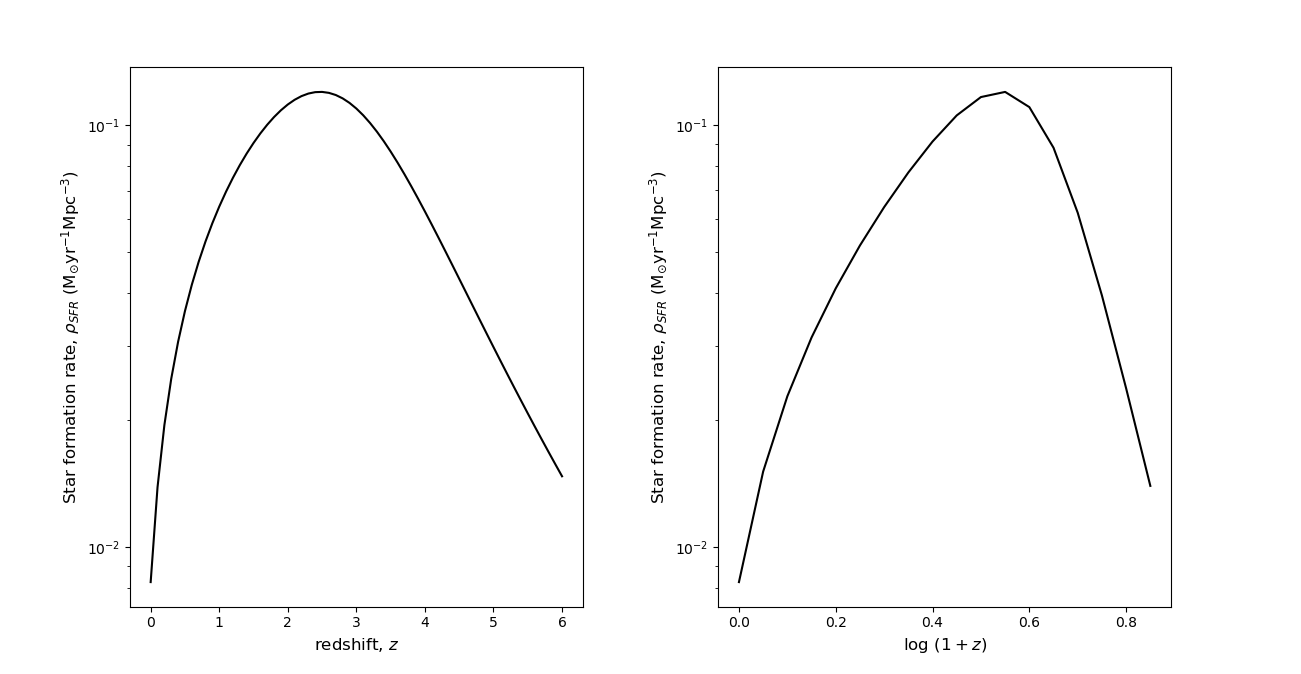 Star formation rate, ρ_SFR (M_⊙yr^−1Mpc^−3)
10^−1
10^−2
0 1 2 3 4 5 6
redshift, z
Star formation rate, ρ_SFR (M_⊙yr^−1Mpc^−3)
10^−1
10^−2
0.0 0.2 0.4 0.6 0.8
log (1 + z)